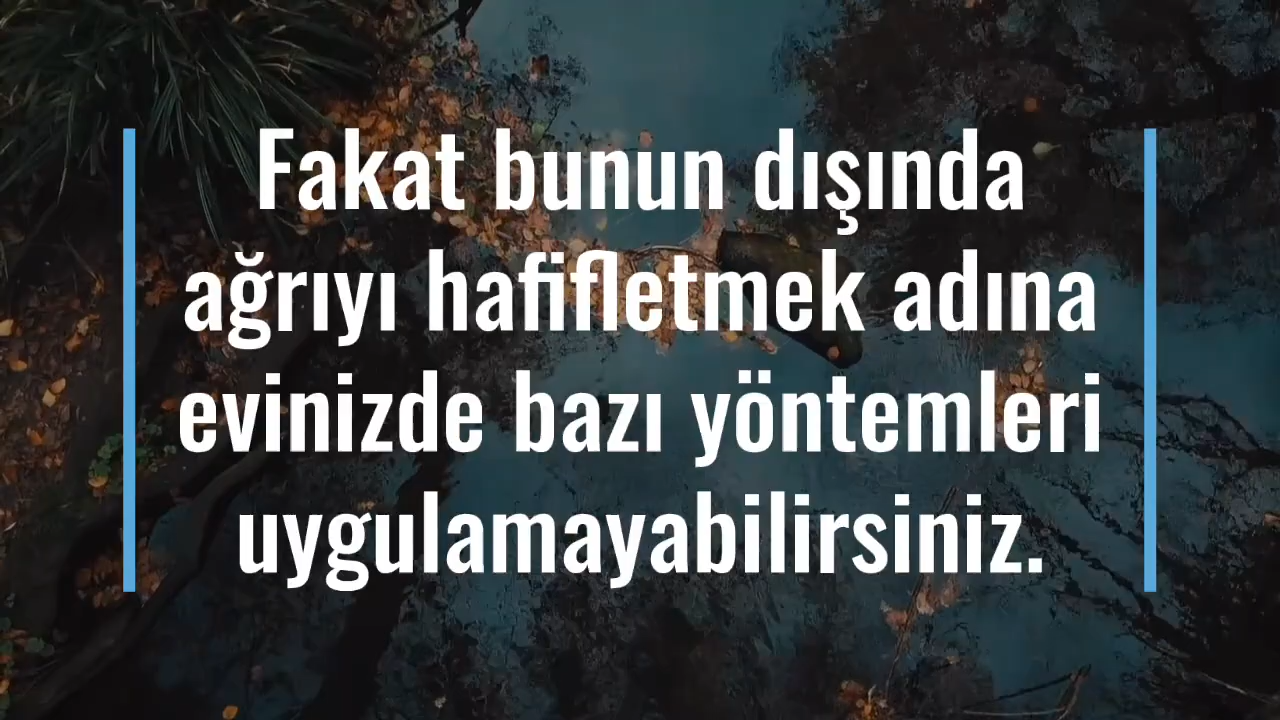 Fakat bunun dışında
ağrıyı hafifletmek adına
evinizde bazı yöntemleri
uygulamayabilirsiniz.